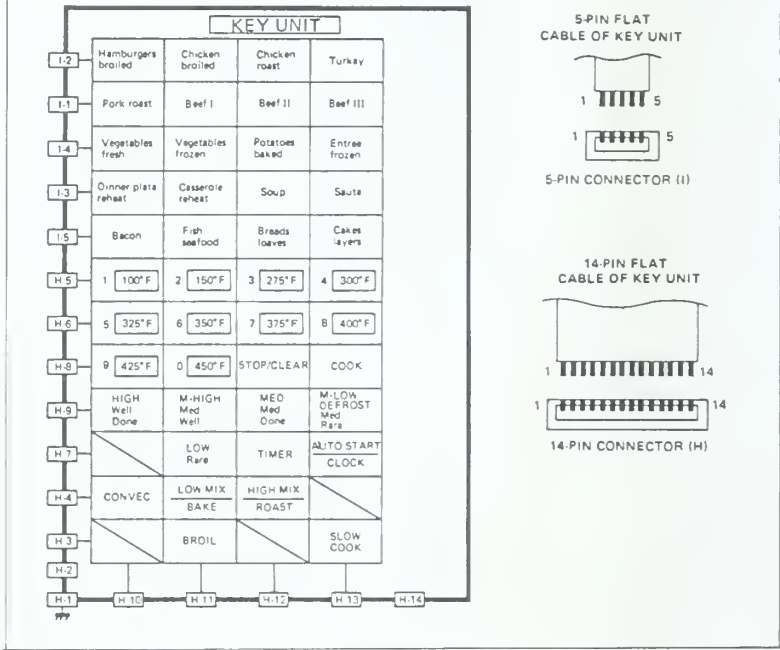 KEY UNIT
I-2
Hamburgers
broiled
Chicken
broiled
Chicken
roast
Turkay
I-1
Pork roast
Beef I
Beef II
Beef III
I-4
Vegetables
fresh
Vegetables
frozen
Potatoes
baked
Entree
frozen
I-3
Dinner plata
reheat
Casserole
reheat
Soup
Sauta
I-5
Bacon
Fish
seafood
Breads
loaves
Cakes
layers
H-5
1 100°F
2 150°F
3 275°F
4 300°F
H-6
5 325°F
6 350°F
7 375°F
8 400°F
H-8
9 425°F
0 450°F
STOP/CLEAR
COOK
H-9
HIGH
Well
Done
M-HIGH
Med
Well
MED
Med
Done
M-LOW
DEFROST
Med
Rara
H-7
LOW
Rare
TIMER
AUTO START
CLOCK
H-4
CONVEC
LOW MIX
BAKE
HIGH MIX
ROAST
H-3
BROIL
SLOW
COOK
H-2
H-1
H-10
H-11
H-12
H-13
H-14
5-PIN FLAT
CABLE OF KEY UNIT
1 5
1 5
5-PIN CONNECTOR (I)
14-PIN FLAT
CABLE OF KEY UNIT
1 14
1 14
14-PIN CONNECTOR (H)